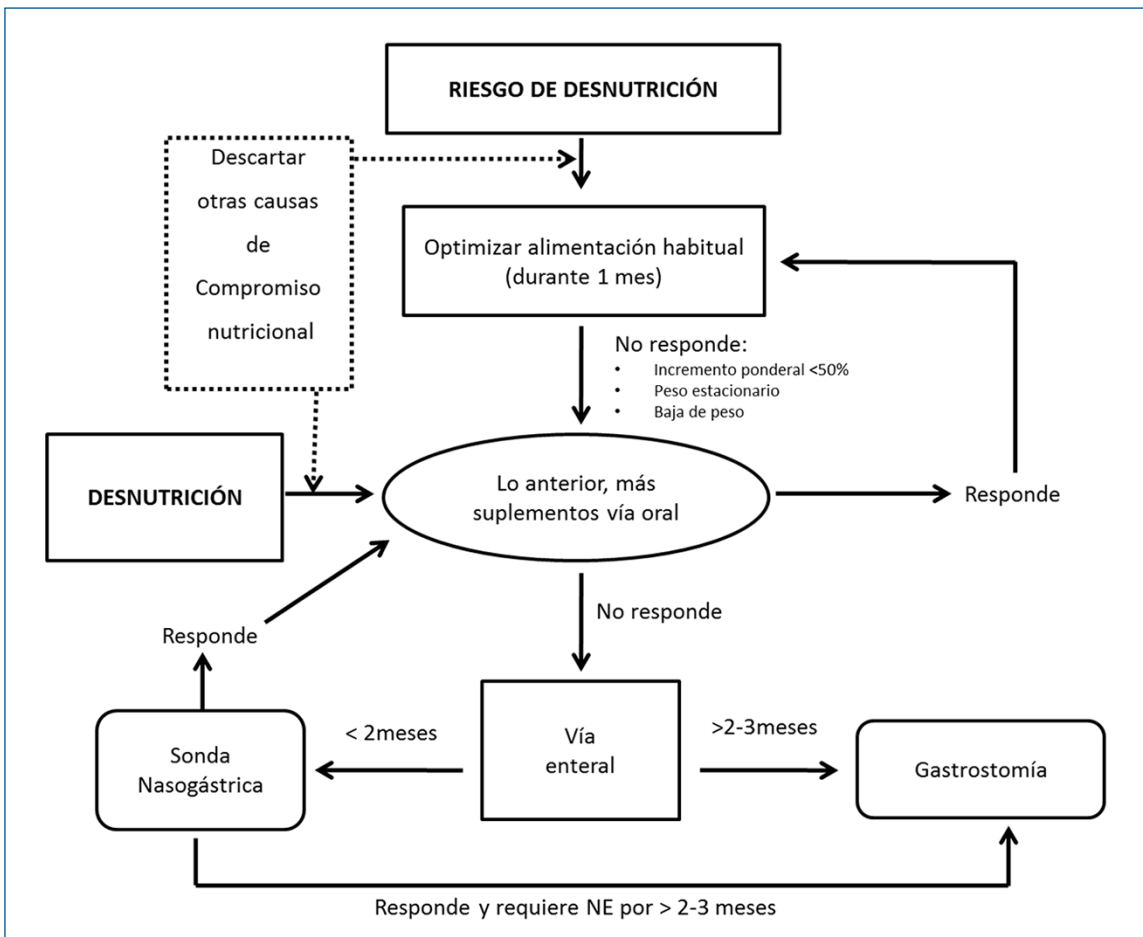 RIESGO DE DESNUTRICIÓN
Descartar
otras causas
de
Compromiso
nutricional
Optimizar alimentación habitual
(durante 1 mes)
No responde:
• Incremento ponderal <50%
• Peso estacionario
• Baja de peso
DESNUTRICIÓN
Lo anterior, más
suplementos vía oral
Responde
No responde
Responde
Sonda
Nasogástrica
< 2meses
Vía
enteral
>2-3meses
Gastrostomía
Responde y requiere NE por > 2-3 meses